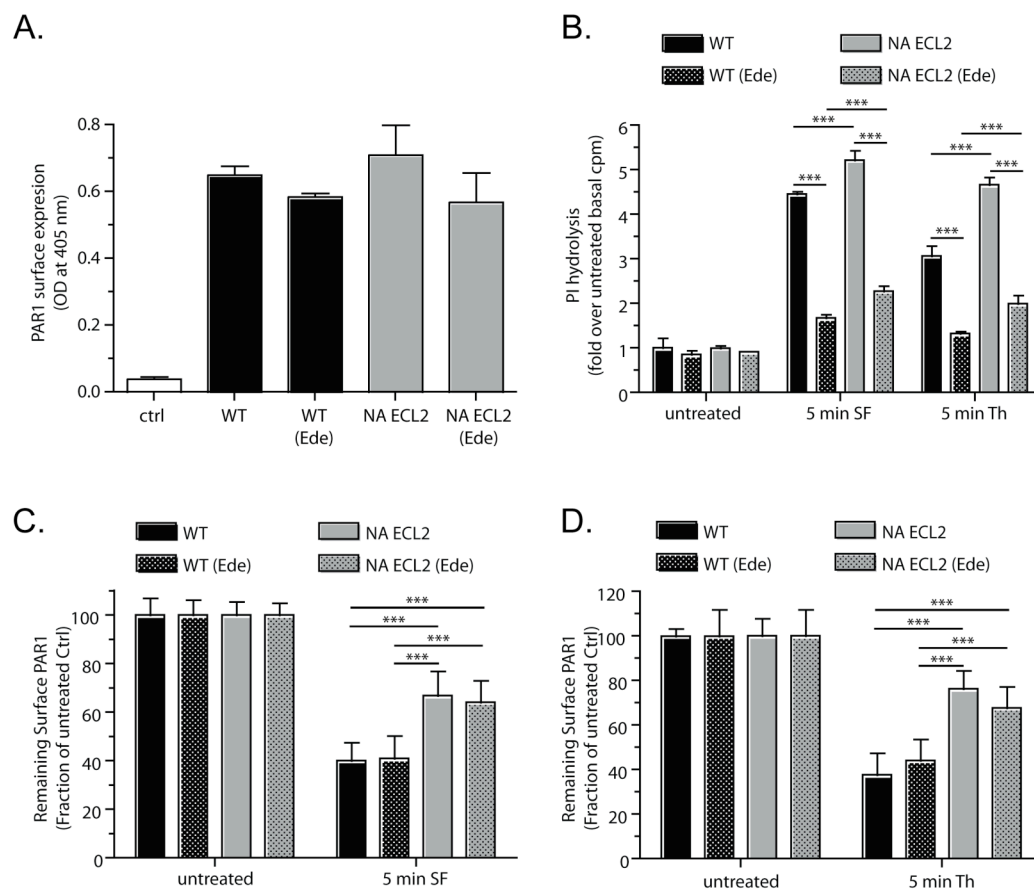 A.
PAR1 surface expresion
(OD at 405 nm)
0.8
0.6
0.4
0.2
0.0
ctrl
WT
WT
(Ede)
NA ECL2
NA ECL2
(Ede)
B.
WT
NA ECL2
WT (Ede)
NA ECL2 (Ede)
PI hydrolysis
(fold over untreated basal cpm)
6
5
4
3
2
1
0
***
***
***
***
***
***
***
***
untreated
5 min SF
5 min Th
C.
WT
NA ECL2
WT (Ede)
NA ECL2 (Ede)
Remaining Surface PAR1
(Fraction of untreated Ctrl)
100
80
60
40
20
0
***
***
***
***
untreated
5 min SF
D.
WT
NA ECL2
WT (Ede)
NA ECL2 (Ede)
Remaining Surface PAR1
(Fraction of untreated Ctrl)
120
100
80
60
40
20
0
***
***
***
***
untreated
5 min Th